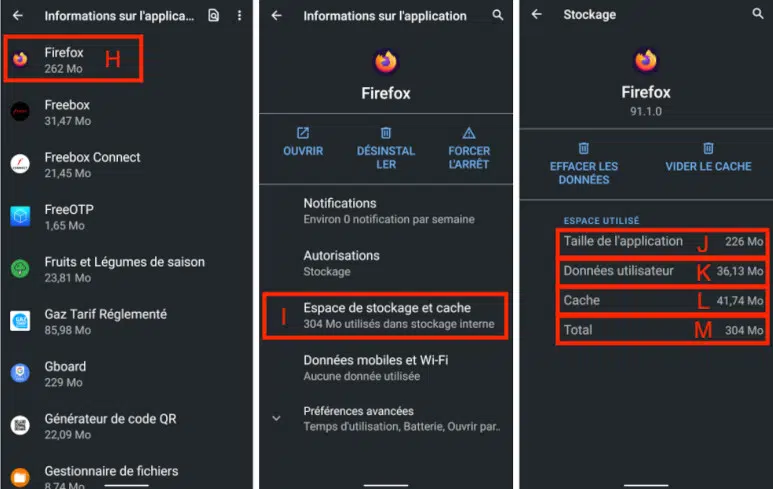 Informations sur l'applica...
Firefox
262 Mo
H
Freebox
31,47 Mo
Freebox Connect
21,45 Mo
FreeOTP
1,65 Mo
Fruits et Légumes de saison
23,81 Mo
Gaz Tarif Réglementé
85,98 Mo
Gboard
229 Mo
Générateur de code QR
22,09 Mo
Gestionnaire de fichiers
8,74 Mo
Informations sur l'application
Firefox
OUVRIR
DÉSINSTAL
LER
FORCER
L'ARRÊT
Notifications
Environ 0 notification par semaine
Autorisations
Stockage
I
Espace de stockage et cache
304 Mo utilisés dans stockage interne
Données mobiles et Wi-Fi
Aucune donnée utilisée
Préférences avancées
Temps d'utilisation, Batterie, Ouvrir par..
Stockage
Firefox
91.1.0
EFFACER LES
DONNÉES
VIDER LE CACHE
ESPACE UTILISÉ
Taille de l'application J 226 Mo
Données utilisateur K 36,13 Mo
Cache L 41,74 Mo
Total M 304 Mo